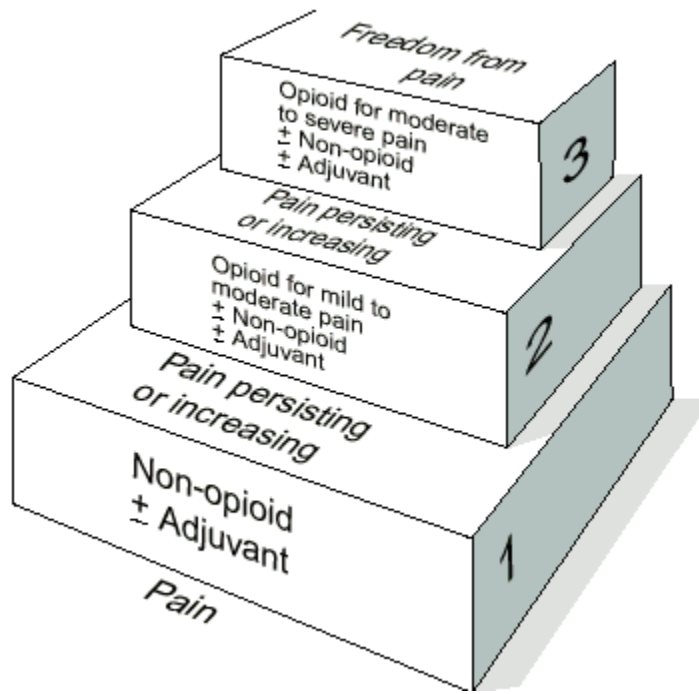 Freedom from
pain
Opioid for moderate
to severe pain
± Non-opioid
± Adjuvant
3
Pain persisting
or increasing
Opioid for mild to
moderate pain
± Non-opioid
± Adjuvant
2
Pain persisting
or increasing
Non-opioid
± Adjuvant
1
Pain